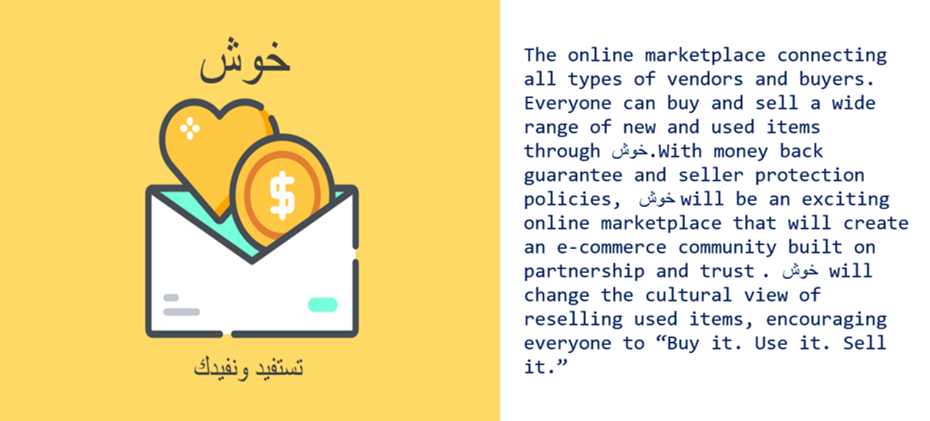 خوش
$
تستفيد ونفيدك
The online marketplace connecting
all types of vendors and buyers.
Everyone can buy and sell a wide
range of new and used items
through خوش.With money back
guarantee and seller protection
policies, خوش will be an exciting
online marketplace that will create
an e-commerce community built on
partnership and trust . خوش will
change the cultural view of
reselling used items, encouraging
everyone to “Buy it. Use it. Sell
it.”